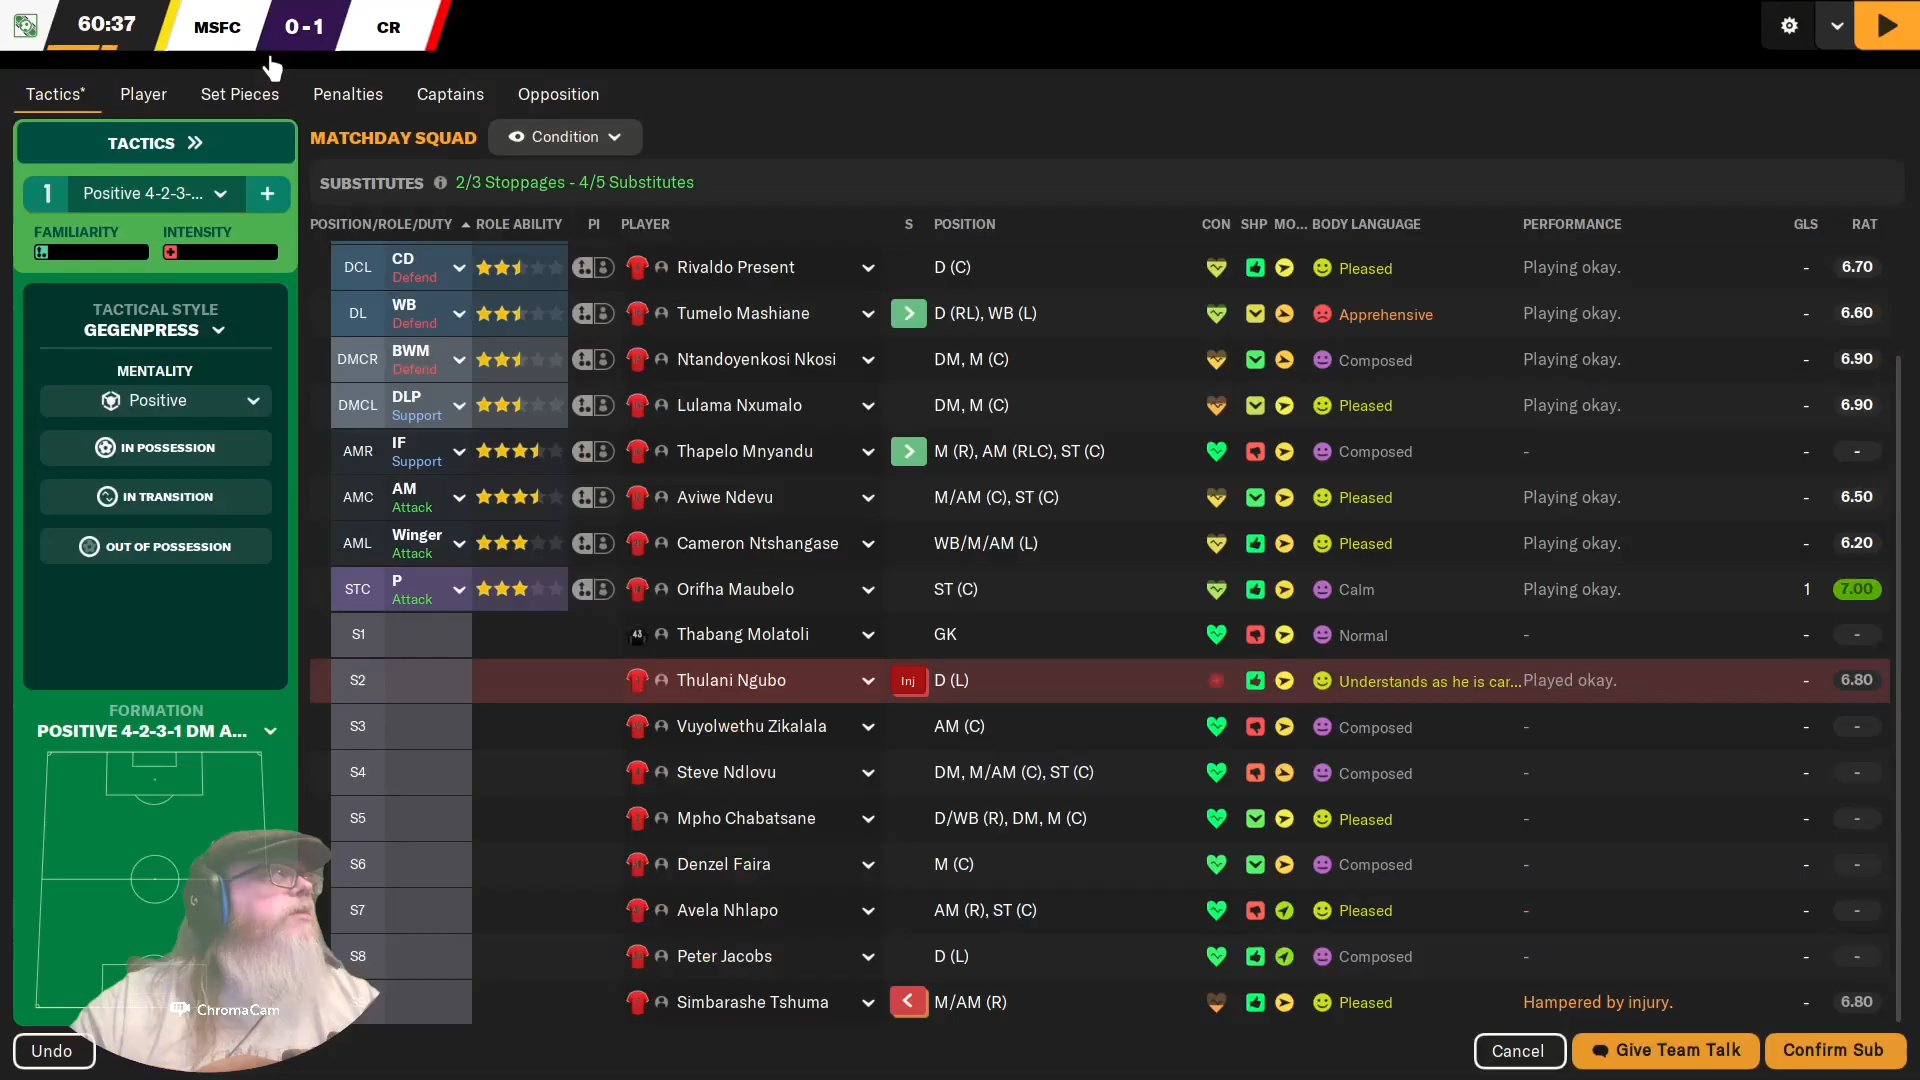 60:37 MSFC 0 - 1 CR
Tactics* Player Set Pieces Penalties Captains Opposition
TACTICS
1 Positive 4-2-3-... +
FAMILIARITY INTENSITY
TACTICAL STYLE
GEGENPRESS
MENTALITY
Positive
IN POSSESSION
IN TRANSITION
OUT OF POSSESSION
FORMATION
POSITIVE 4-2-3-1 DM A...
MATCHDAY SQUAD Condition
SUBSTITUTES 2/3 Stoppages - 4/5 Substitutes
POSITION/ROLE/DUTY ROLE ABILITY PI PLAYER S POSITION CON SHP MO... BODY LANGUAGE PERFORMANCE GLS RAT
DCL CD Defend Rivaldo Present D (C) Pleased Playing okay. - 6.70
DL WB Defend Tumelo Mashiane D (RL), WB (L) Apprehensive Playing okay. - 6.60
DMCR BWM Defend Ntandoyenkosi Nkosi DM, M (C) Composed Playing okay. - 6.90
DMCL DLP Support Lulama Nxumalo DM, M (C) Pleased Playing okay. - 6.90
AMR IF Support Thapelo Mnyandu M (R), AM (RLC), ST (C) Composed - - -
AMC AM Attack Aviwe Ndevu M/AM (C), ST (C) Pleased Playing okay. - 6.50
AML Winger Attack Cameron Ntshangase WB/M/AM (L) Pleased Playing okay. - 6.20
STC P Attack Orifha Maubelo ST (C) Calm Playing okay. 1 7.00
S1 43 Thabang Molatoli GK Normal - - -
S2 Thulani Ngubo Inj D (L) Understands as he is car... Played okay. - 6.80
S3 Vuyolwethu Zikalala AM (C) Composed - - -
S4 Steve Ndlovu DM, M/AM (C), ST (C) Composed - - -
S5 Mpho Chabatsane D/WB (R), DM, M (C) Pleased - - -
S6 Denzel Faira M (C) Composed - - -
S7 Avela Nhlapo AM (R), ST (C) Pleased - - -
S8 Peter Jacobs D (L) Composed - - -
Simbarashe Tshuma M/AM (R) Pleased Hampered by injury. - 6.80
ChromaCam
Undo Cancel Give Team Talk Confirm Sub